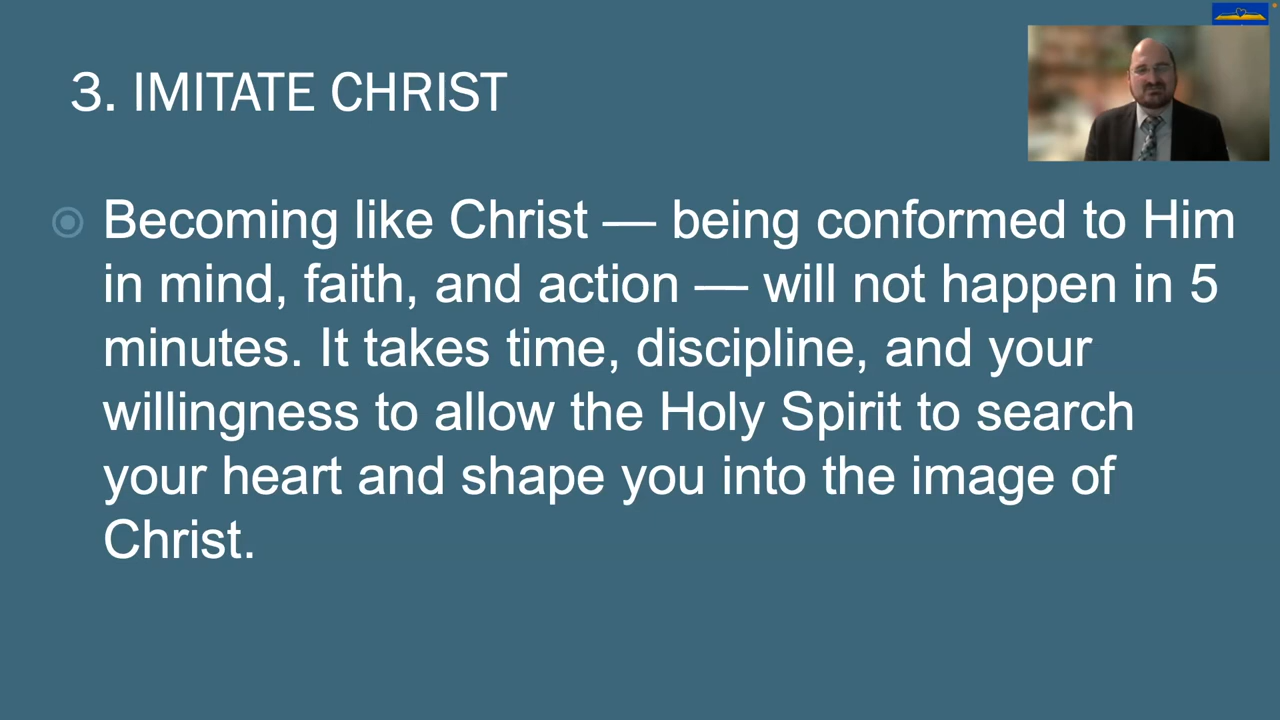 3. IMITATE CHRIST
Becoming like Christ — being conformed to Him
in mind, faith, and action — will not happen in 5
minutes. It takes time, discipline, and your
willingness to allow the Holy Spirit to search
your heart and shape you into the image of
Christ.